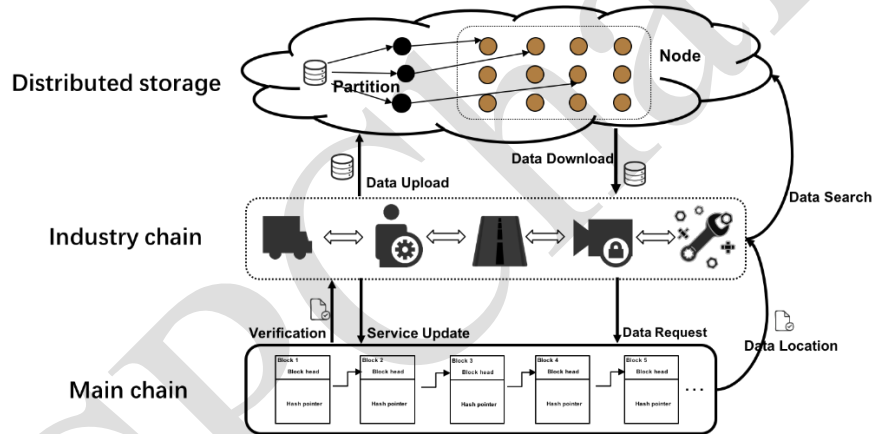 Distributed storage
Partition
Node
Data Upload
Data Download
Data Search
Industry chain
Verification
Service Update
Data Request
Data Location
Main chain
Block 1
Block head
Hash pointer
Block 2
Block head
Hash pointer
Block 3
Block head
Hash pointer
Block 4
Block head
Hash pointer
Block 5
Block head
Hash pointer
...